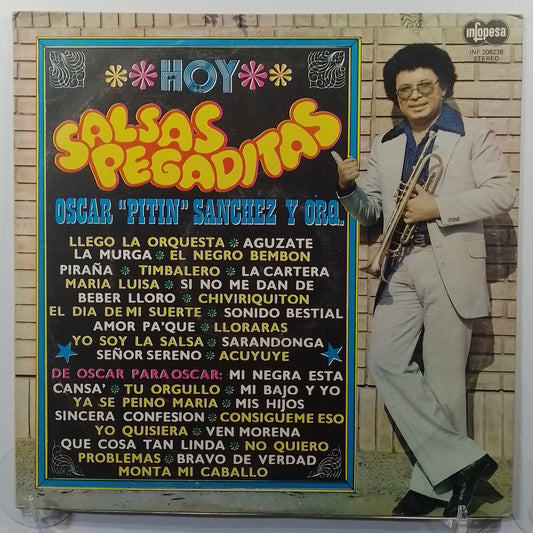 infopesa
INF 208238
STEREO
HOY
SALSAS
PEGADITAS
OSCAR "PITIN" SANCHEZ Y ORQ.
LLEGO LA ORQUESTA * AGUZATE
LA MURGA * EL NEGRO BEMBON
PIRAÑA * TIMBALERO * LA CARTERA
MARIA LUISA * SI NO ME DAN DE
BEBER LLORO * CHIVIRIQUITON
EL DIA DE MI SUERTE * SONIDO BESTIAL
AMOR PA'QUE * LLORARAS
YO SOY LA SALSA * SARANDONGA
SEÑOR SERENO * ACUYUYE
DE OSCAR PARA OSCAR: MI NEGRA ESTA
CANSA' * TU ORGULLO * MI BAJO Y YO
YA SE PEINO MARIA * MIS HIJOS
SINCERA CONFESION * CONSIGUEME ESO
YO QUISIERA * VEN MORENA
QUE COSA TAN LINDA * NO QUIERO
PROBLEMAS * BRAVO DE VERDAD
MONTA MI CABALLO